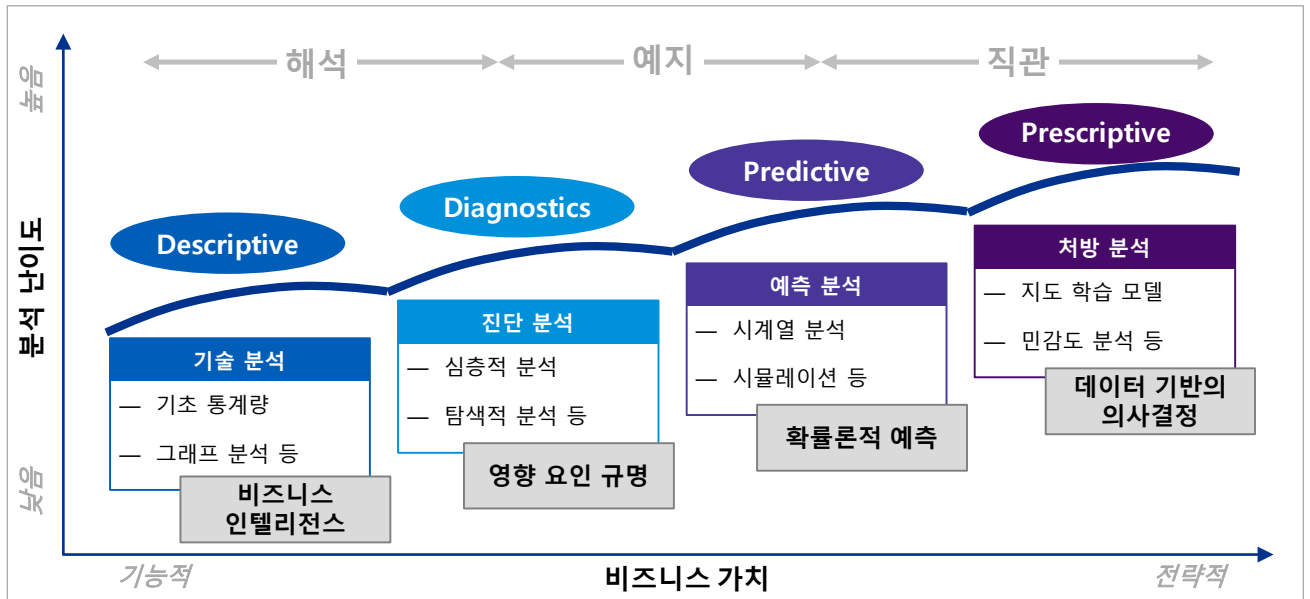 해석
예지
직관
높음
분석 난이도
낮음
Descriptive
Diagnostics
Predictive
Prescriptive
기술 분석
— 기초 통계량
— 그래프 분석 등
비즈니스
인텔리전스
진단 분석
— 심층적 분석
— 탐색적 분석 등
영향 요인 규명
예측 분석
— 시계열 분석
— 시뮬레이션 등
확률론적 예측
처방 분석
— 지도 학습 모델
— 민감도 분석 등
데이터 기반의
의사결정
기능적
비즈니스 가치
전략적